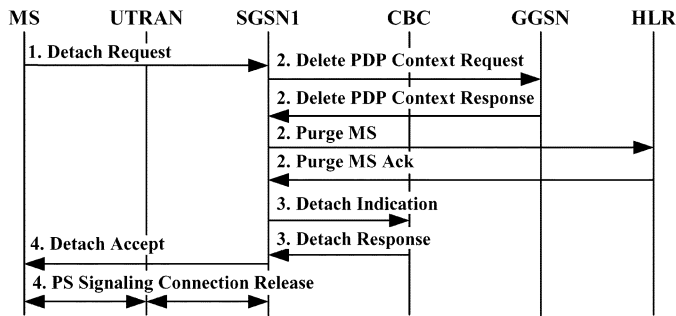 MS UTRAN SGSN1 CBC GGSN HLR
1. Detach Request
2. Delete PDP Context Request
2. Delete PDP Context Response
2. Purge MS
2. Purge MS Ack
3. Detach Indication
3. Detach Response
4. Detach Accept
4. PS Signaling Connection Release